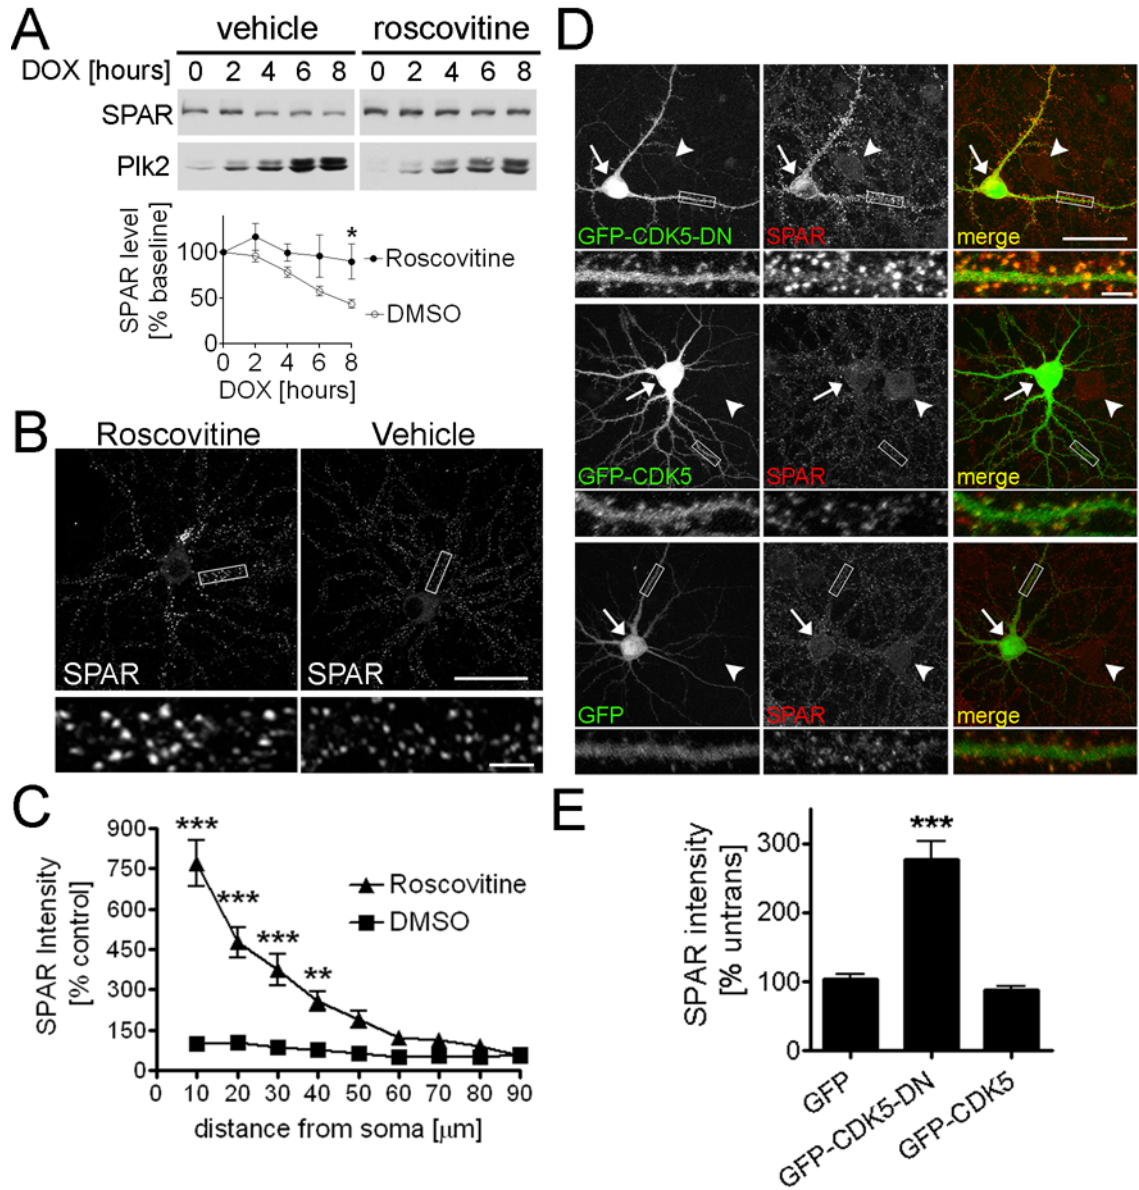 A
vehicle roscovitine
DOX [hours] 0 2 4 6 8 0 2 4 6 8
SPAR
Plk2
SPAR level
[% baseline]
100
50
0
*
Roscovitine
DMSO
0 2 4 6 8
DOX [hours]
B
Roscovitine Vehicle
SPAR SPAR
C
SPAR Intensity
[% control]
900
750
600
450
300
150
0
*** 
***
***
**
Roscovitine
DMSO
0 10 20 30 40 50 60 70 80 90
distance from soma [μm]
D
GFP-CDK5-DN SPAR merge
GFP-CDK5 SPAR merge
GFP SPAR merge
E
SPAR intensity
[% untrans]
300
200
100
0
***
GFP
GFP-CDK5-DN
GFP-CDK5